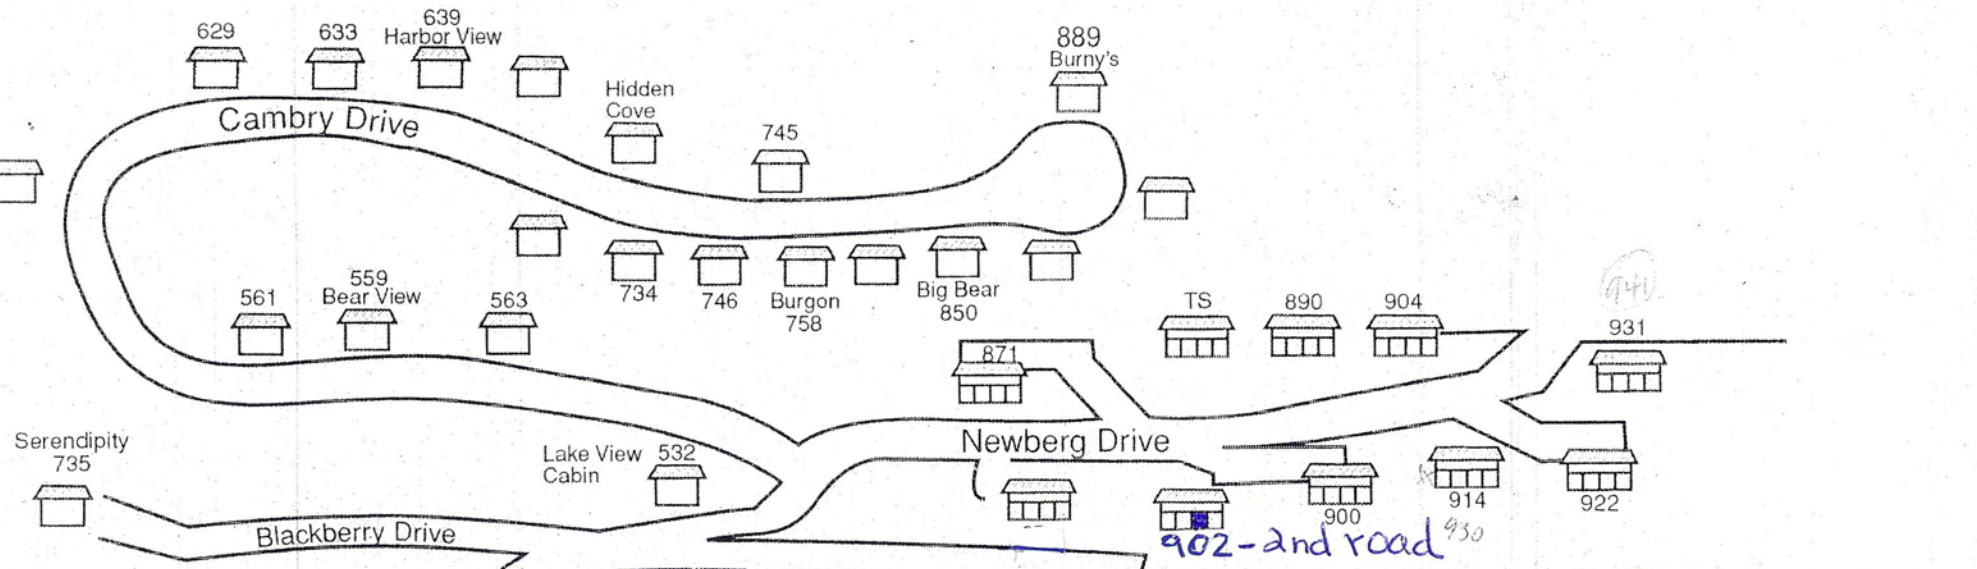 629
633
639
Harbor View
889
Burny's
Hidden
Cove
Cambry Drive
745
561
559
Bear View
563
734
746
Burgon
758
Big Bear
850
TS
890
904
940
931
871
Serendipity
735
Lake View
Cabin
532
Newberg Drive
914
922
900
930
902-2nd road
Blackberry Drive